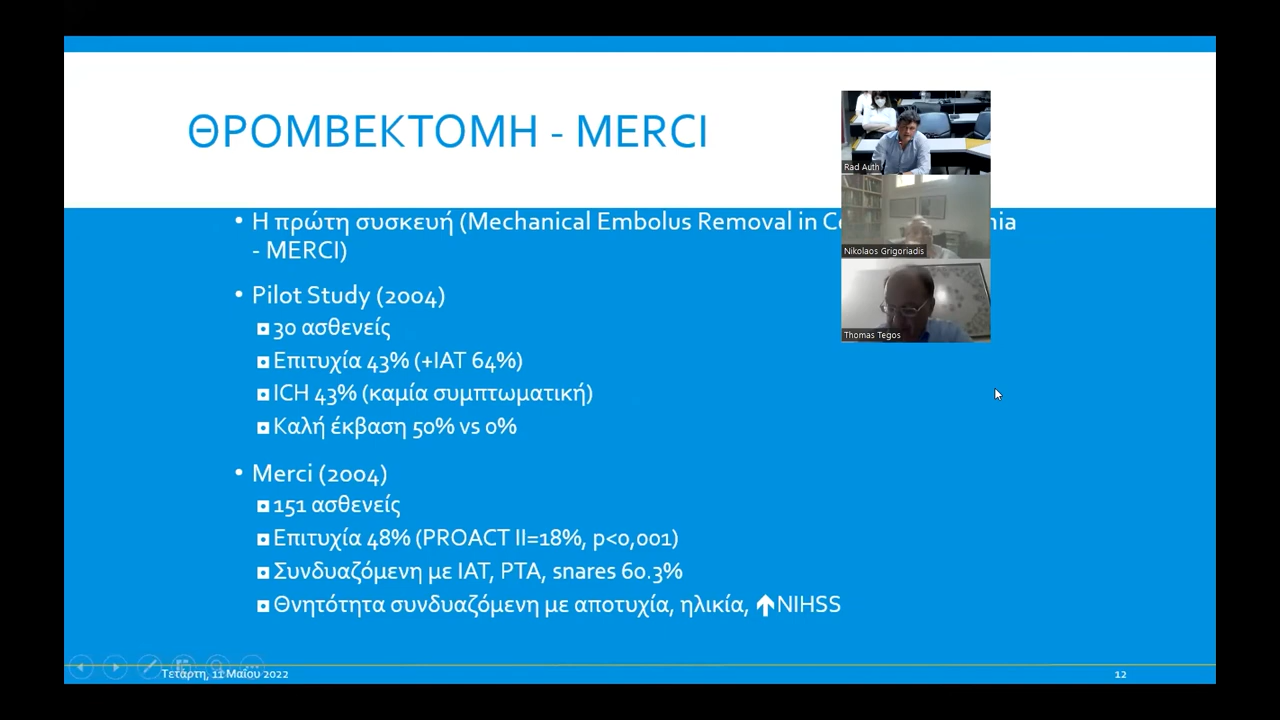 ΘΡΟΜΒΕΚΤΟΜΗ - MERCI
Rad Auth
Nikolaos Grigoriadis
Thomas Tegos
• Η πρώτη συσκευή (Mechanical Embolus Removal in
- MERCI)
• Pilot Study (2004)
30 ασθενείς
Επιτυχία 43% (+IAT 64%)
ICH 43% (καμία συμπτωματική)
Καλή έκβαση 50% vs 0%
• Merci (2004)
151 ασθενείς
Επιτυχία 48% (PROACT II=18%, p<0,001)
Συνδυαζόμενη με IAT, PTA, snares 60.3%
Θνητότητα συνδυαζόμενη με αποτυχία, ηλικία, ↑NIHSS
Τετάρτη, 11 Μαΐου 2022
12